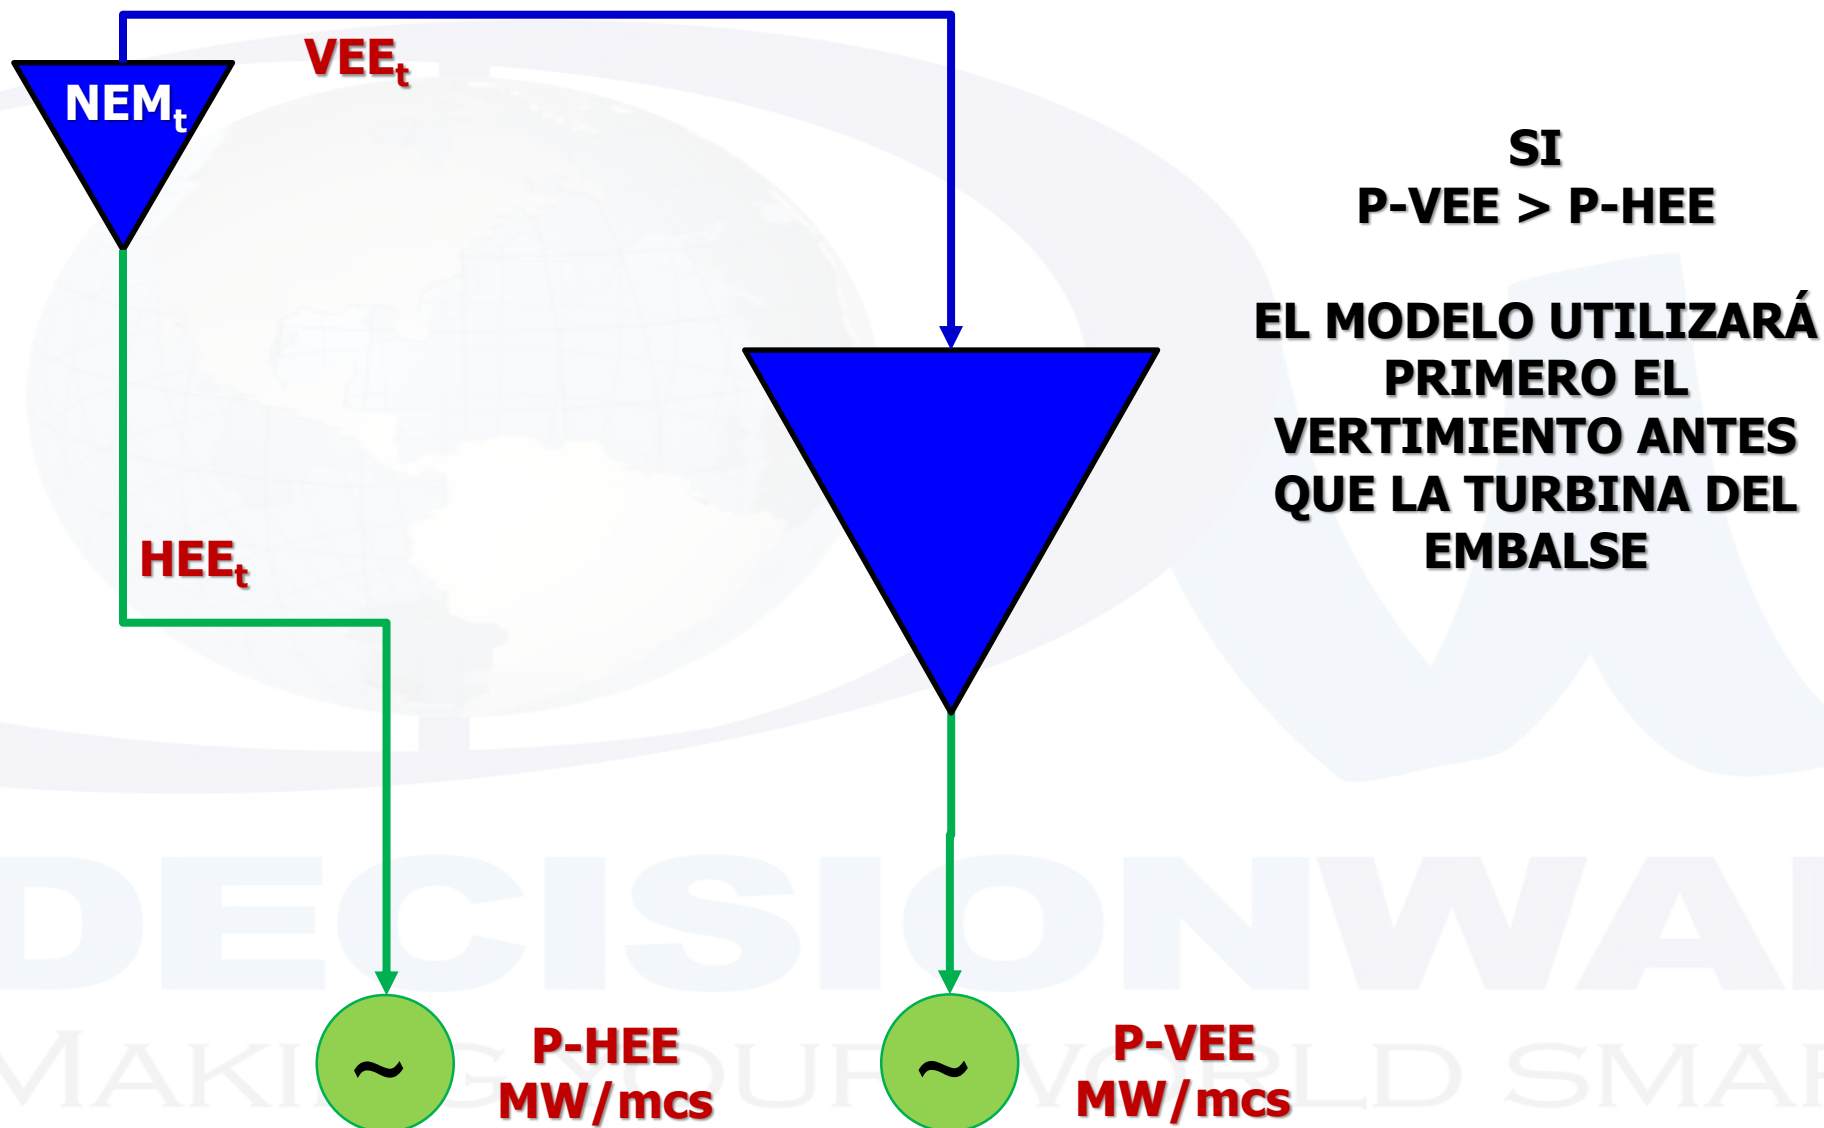 VEEt
NEMt
SI
P-VEE > P-HEE
EL MODELO UTILIZARÁ
PRIMERO EL
VERTIMIENTO ANTES
QUE LA TURBINA DEL
EMBALSE
HEEt
~
P-HEE
MW/mcs
~
P-VEE
MW/mcs
DECISIONWA